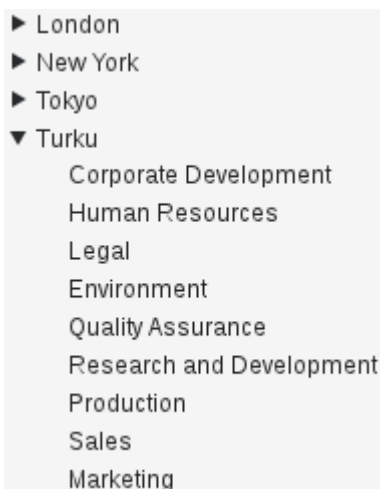 London
New York
Tokyo
Turku
Corporate Development
Human Resources
Legal
Environment
Quality Assurance
Research and Development
Production
Sales
Marketing